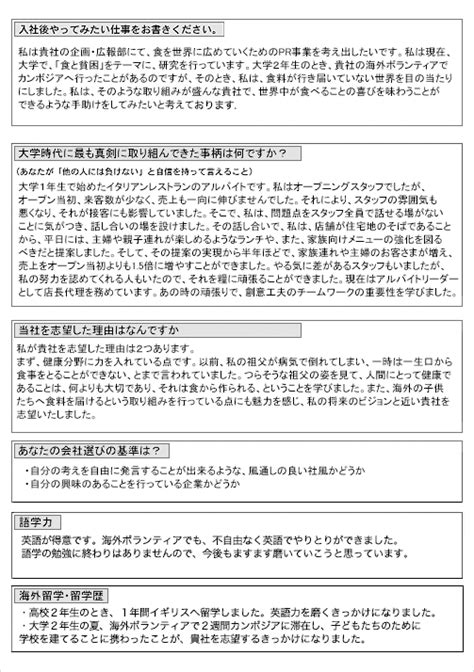 入社後やってみたい仕事をお書きください。
私は貴社の企画・広報部にて、食を世界に広めていくためのPR事業を考え出したいです。私は現在、
大学で、「食と貧困」をテーマに、研究を行っています。大学2年生のとき、貴社の海外ボランティアで
カンボジアへ行ったことがあるのですが、そのとき、私は、食料が行き届いていない世界を目の当たり
にしました。私は、そのような取り組みが盛んな貴社で、世界中が食べることの喜びを味わうことが
できるような手助けをしてみたいと考えております.
大学時代に最も真剣に取り組んできた事柄は何ですか?
(あなたが「他の人には負けない」と自信を持って言えること)
大学1年生で始めたイタリアンレストランのアルバイトです。私はオープニングスタッフでしたが、
オープン当初、来客数が少なく、売上も一向に伸びませんでした。それにより、スタッフの雰囲気も
悪くなり、それが接客にも影響していました。そこで、私は、問題点をスタッフ全員で話せる場がない
ことに気がつき、話し合いの場を設けました。その話し合いで、私は、店舗が住宅地のそばであること
から、平日には、主婦や親子連れが楽しめるようなランチや、また、家族向けメニューの強化を図る
べきだと提案しました。そして、その提案の実現から半年ほどで、家族連れや主婦のお客さまが増え、
売上をオープン当初よりも1.5倍に増やすことができました。やる気に差があるスタッフもいましたが、
私の努力を認めてくれる人もいたので、それを糧に頑張ることができました。現在はアルバイトリーダー
として店長代理を務めています。あの時の頑張りで、創意工夫のチームワークの重要性を学びました。
当社を志望した理由はなんですか
私が貴社を志望した理由は2つあります。
まず、健康分野に力を入れている点です。以前、私の祖父が病気で倒れてしまい、一時は一生口から
食事をとることができない、とまで言われていました。つらそうな祖父の姿を見て、人間にとって健康で
あることは、何よりも大切であり、それは食から作られる、ということを学びました。また、海外の子供
たちへ食料を届けるという取り組みを行っている点にも魅力を感じ、私の将来のビジョンと近い貴社を
志望いたしました。
あなたの会社選びの基準は?
・自分の考えを自由に発言することが出来るような、風通しの良い社風かどうか
・自分の興味のあることを行っている企業かどうか
語学力
英語が得意です。海外ボランティアでも、不自由なく英語でやりとりができました。
語学の勉強に終わりはありませんので、今後もますます磨いていこうと思っています。
海外留学・留学歴
・高校2年生のとき、1年間イギリスへ留学しました。英語力を磨くきっかけになりました。
・大学2年生の夏、海外ボランティアで2週間カンボジアに滞在し、子どもたちのために
学校を建てることに携わったことが、貴社を志望するきっかけになりました。